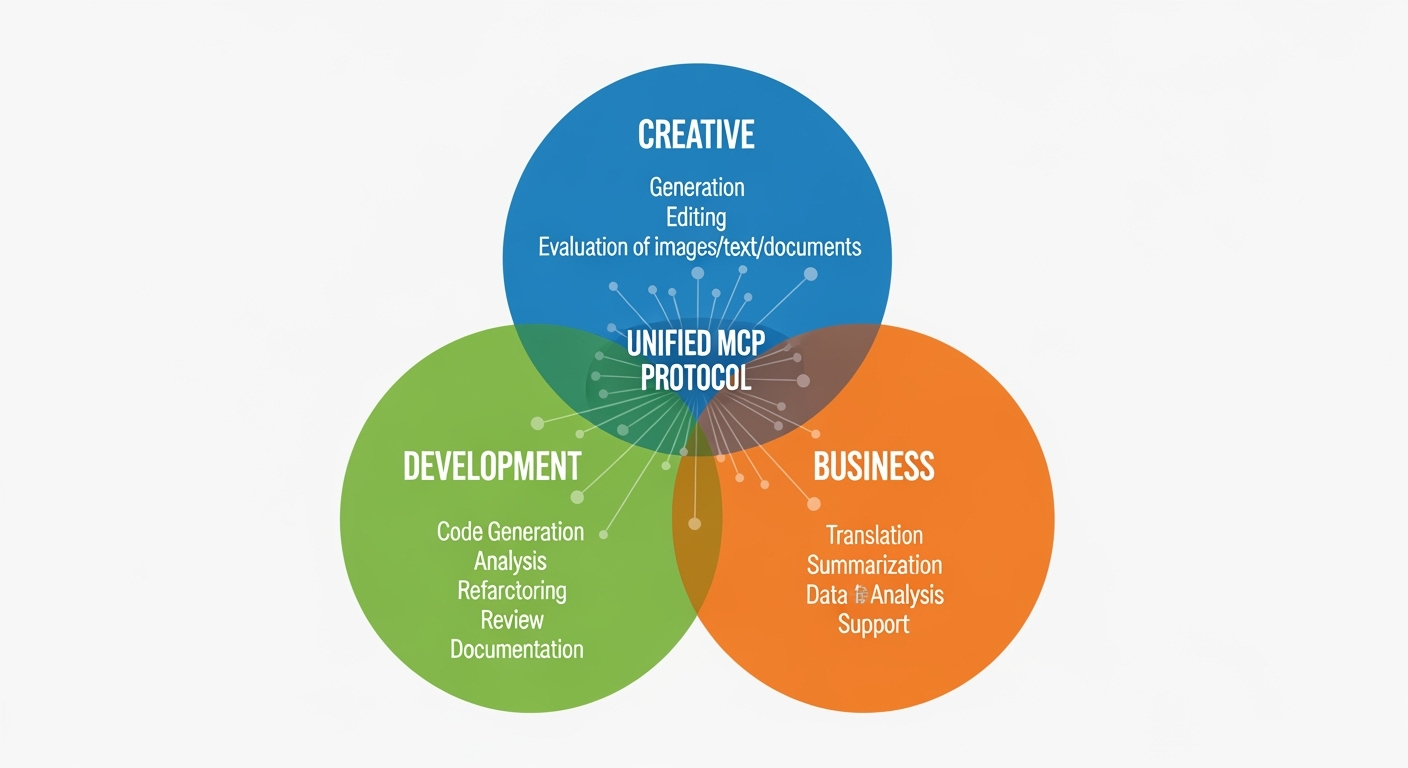 CREATIVE
Generation
Editing
Evaluation of images/text/documents
UNIFIED MCP
PROTOCOL
DEVELOPMENT
Code Generation
Analysis
Refarctoring
Review
Documentation
BUSINESS
Translation
Summarization
Data Analysis
Support